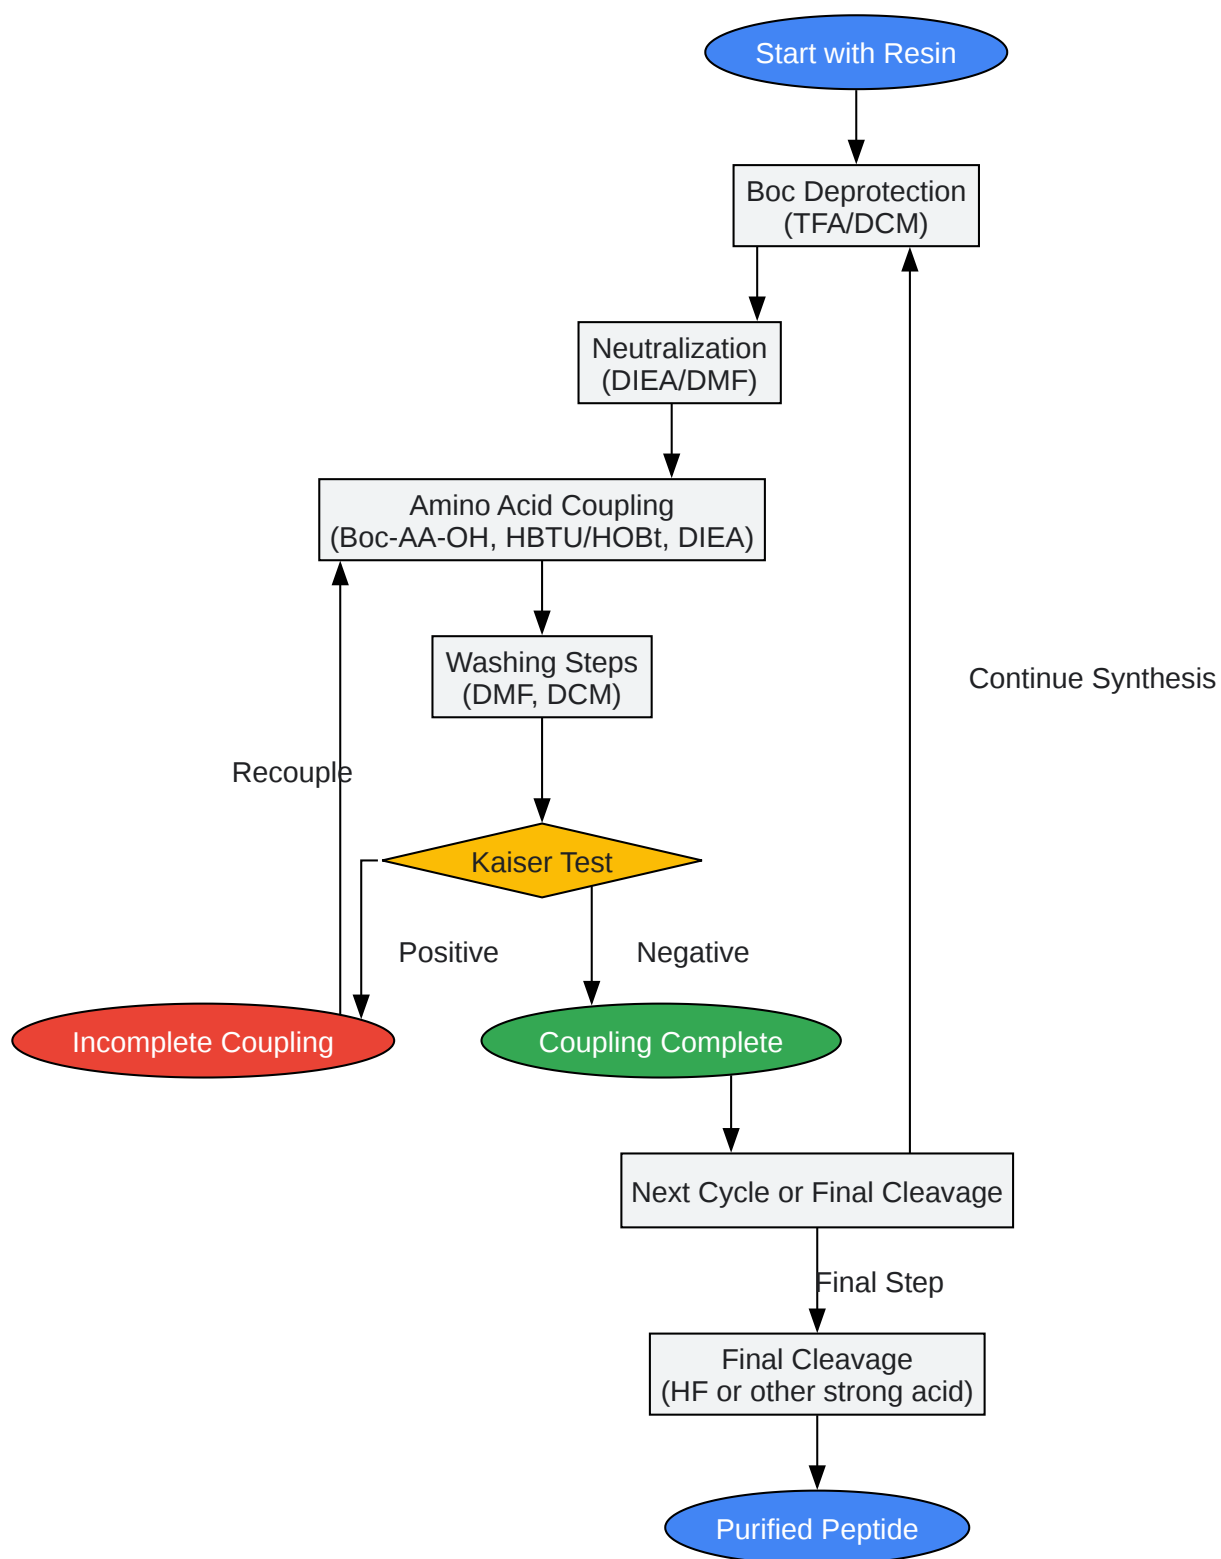 Start with Resin
Boc Deprotection
(TFA/DCM)
Neutralization
(DIEA/DMF)
Amino Acid Coupling
(Boc-AA-OH, HBTU/HOBt, DIEA)
Washing Steps
(DMF, DCM)
Continue Synthesis
Recouple
Kaiser Test
Positive
Negative
Incomplete Coupling
Coupling Complete
Next Cycle or Final Cleavage
Final Step
Final Cleavage
(HF or other strong acid)
Purified Peptide